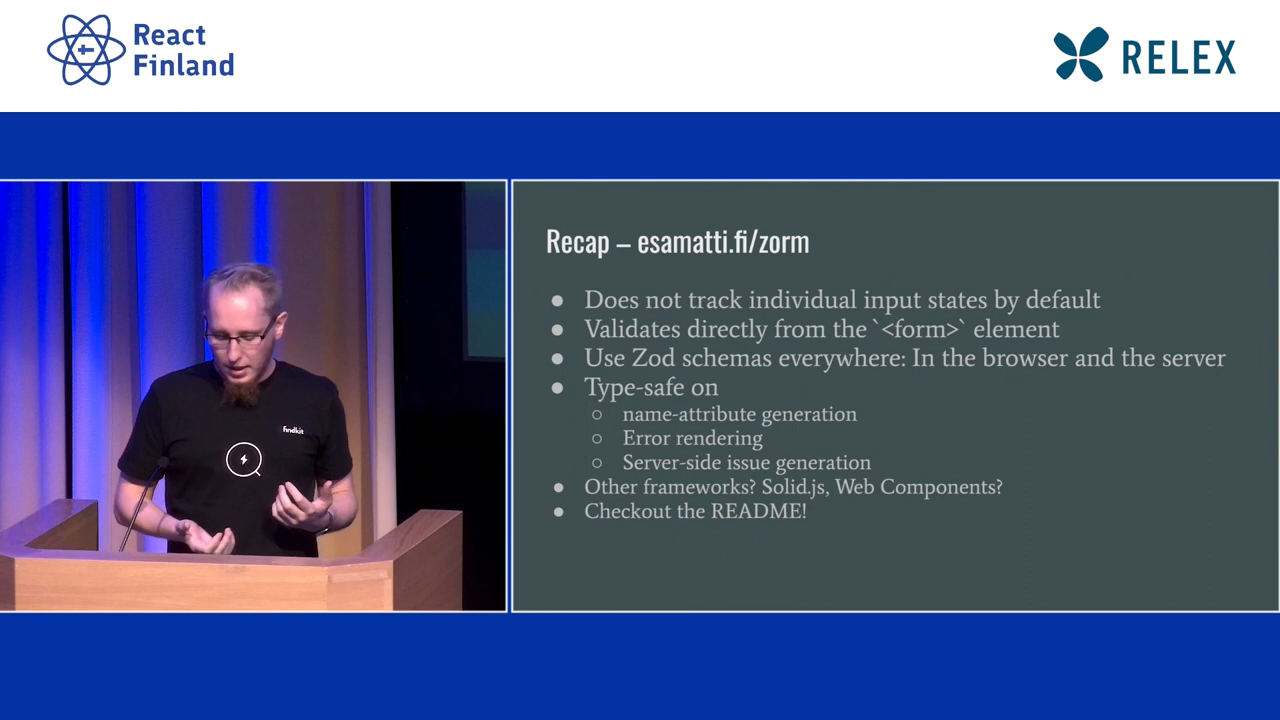 React
Finland
RELEX
findkit
Recap – esamatti.fi/zorm
● Does not track individual input states by default
● Validates directly from the `<form>` element
● Use Zod schemas everywhere: In the browser and the server
● Type-safe on
○ name-attribute generation
○ Error rendering
○ Server-side issue generation
● Other frameworks? Solid.js, Web Components?
● Checkout the README!